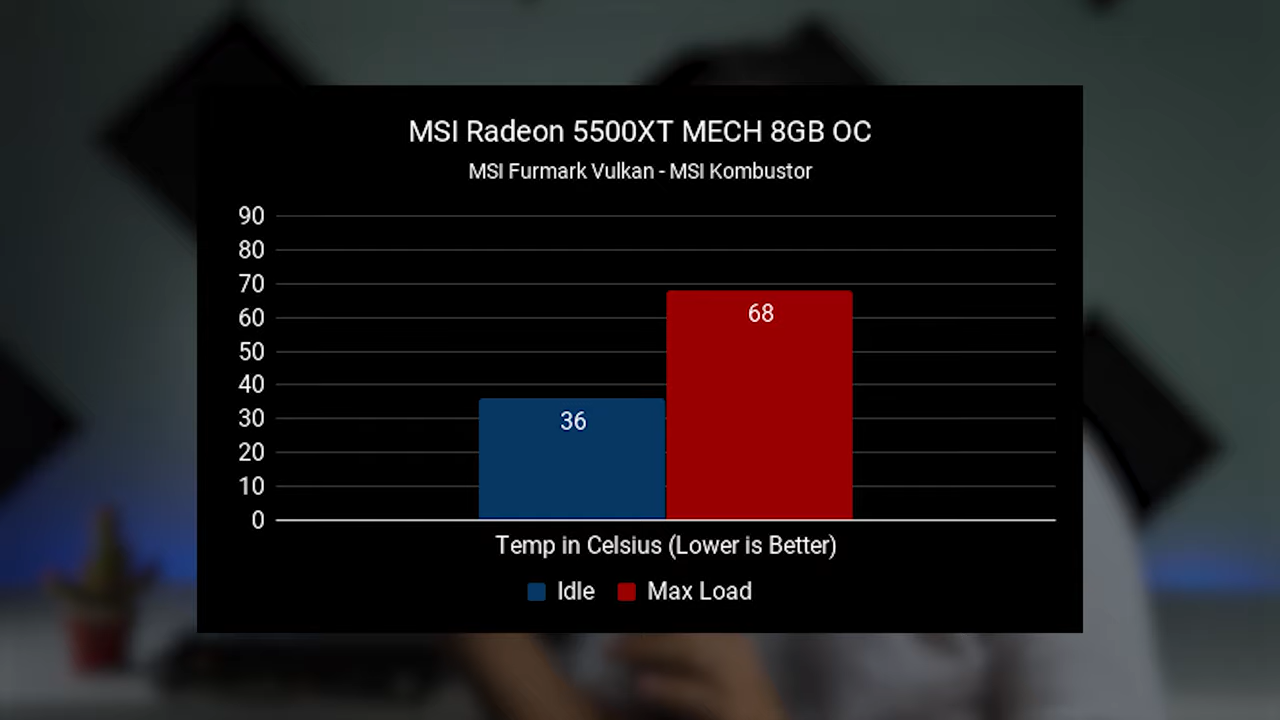 MSI Radeon 5500XT MECH 8GB OC
MSI Furmark Vulkan - MSI Kombustor
90
80
70
60
50
40
30
20
10
0
68
36
Temp in Celsius (Lower is Better)
Idle
Max Load